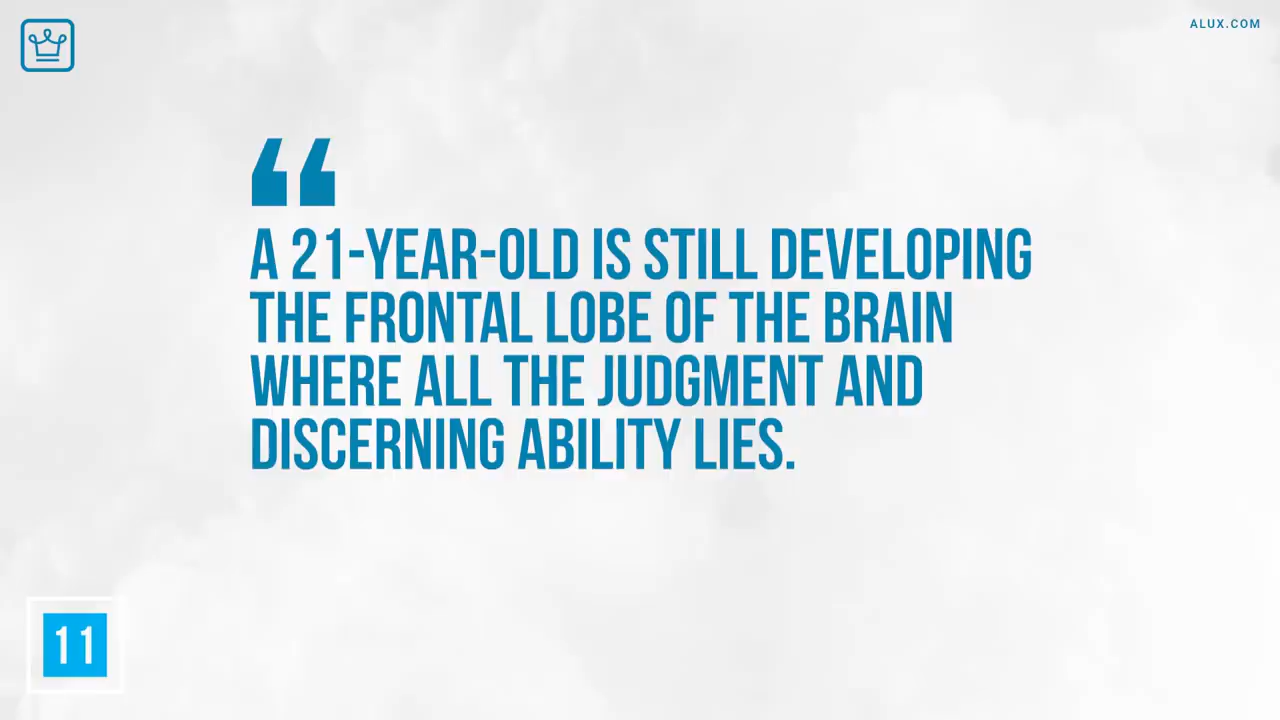 ALUX.COM
“
A 21-YEAR-OLD IS STILL DEVELOPING
THE FRONTAL LOBE OF THE BRAIN
WHERE ALL THE JUDGMENT AND
DISCERNING ABILITY LIES.
11